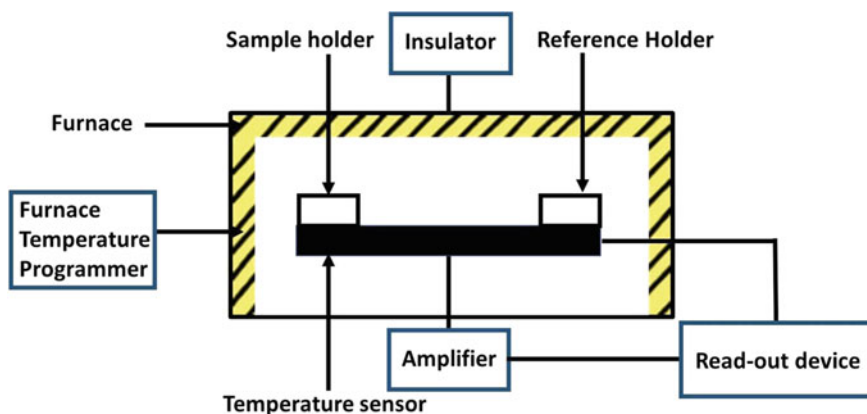 Sample holder
Insulator
Reference Holder
Furnace
Furnace
Temperature
Programmer
Amplifier
Read-out device
Temperature sensor